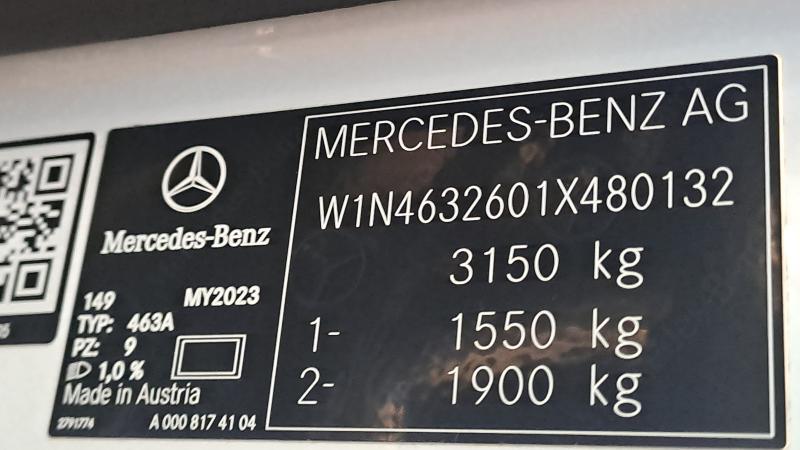 MERCEDES-BENZ AG
W1N4632601X480132
3150 kg
1- 1550 kg
2- 1900 kg
Mercedes-Benz
149 MY2023
TYP: 463A
PZ: 9
1,0 %
Made in Austria
2791774 A 000 817 41 04